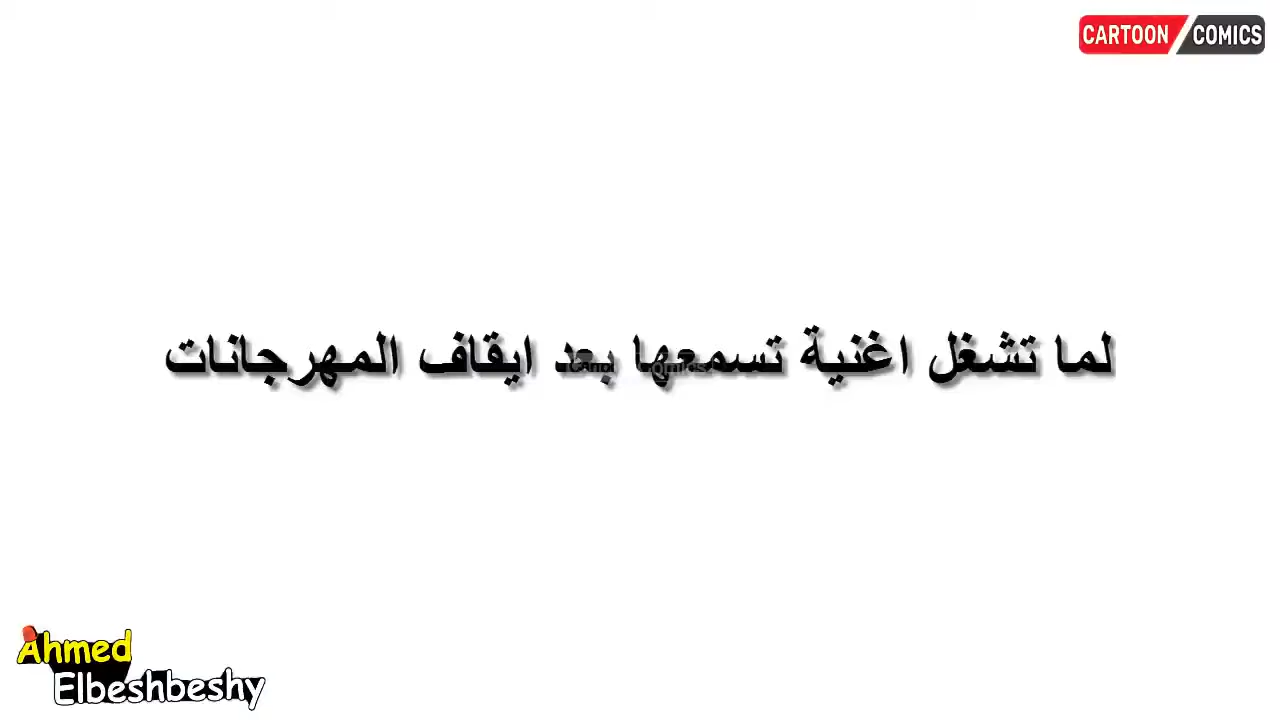 CARTOON COMICS
لما تشغل اغنية تسمعها بعد ايقاف المهرجانات
Ahmed
Elbeshbeshy